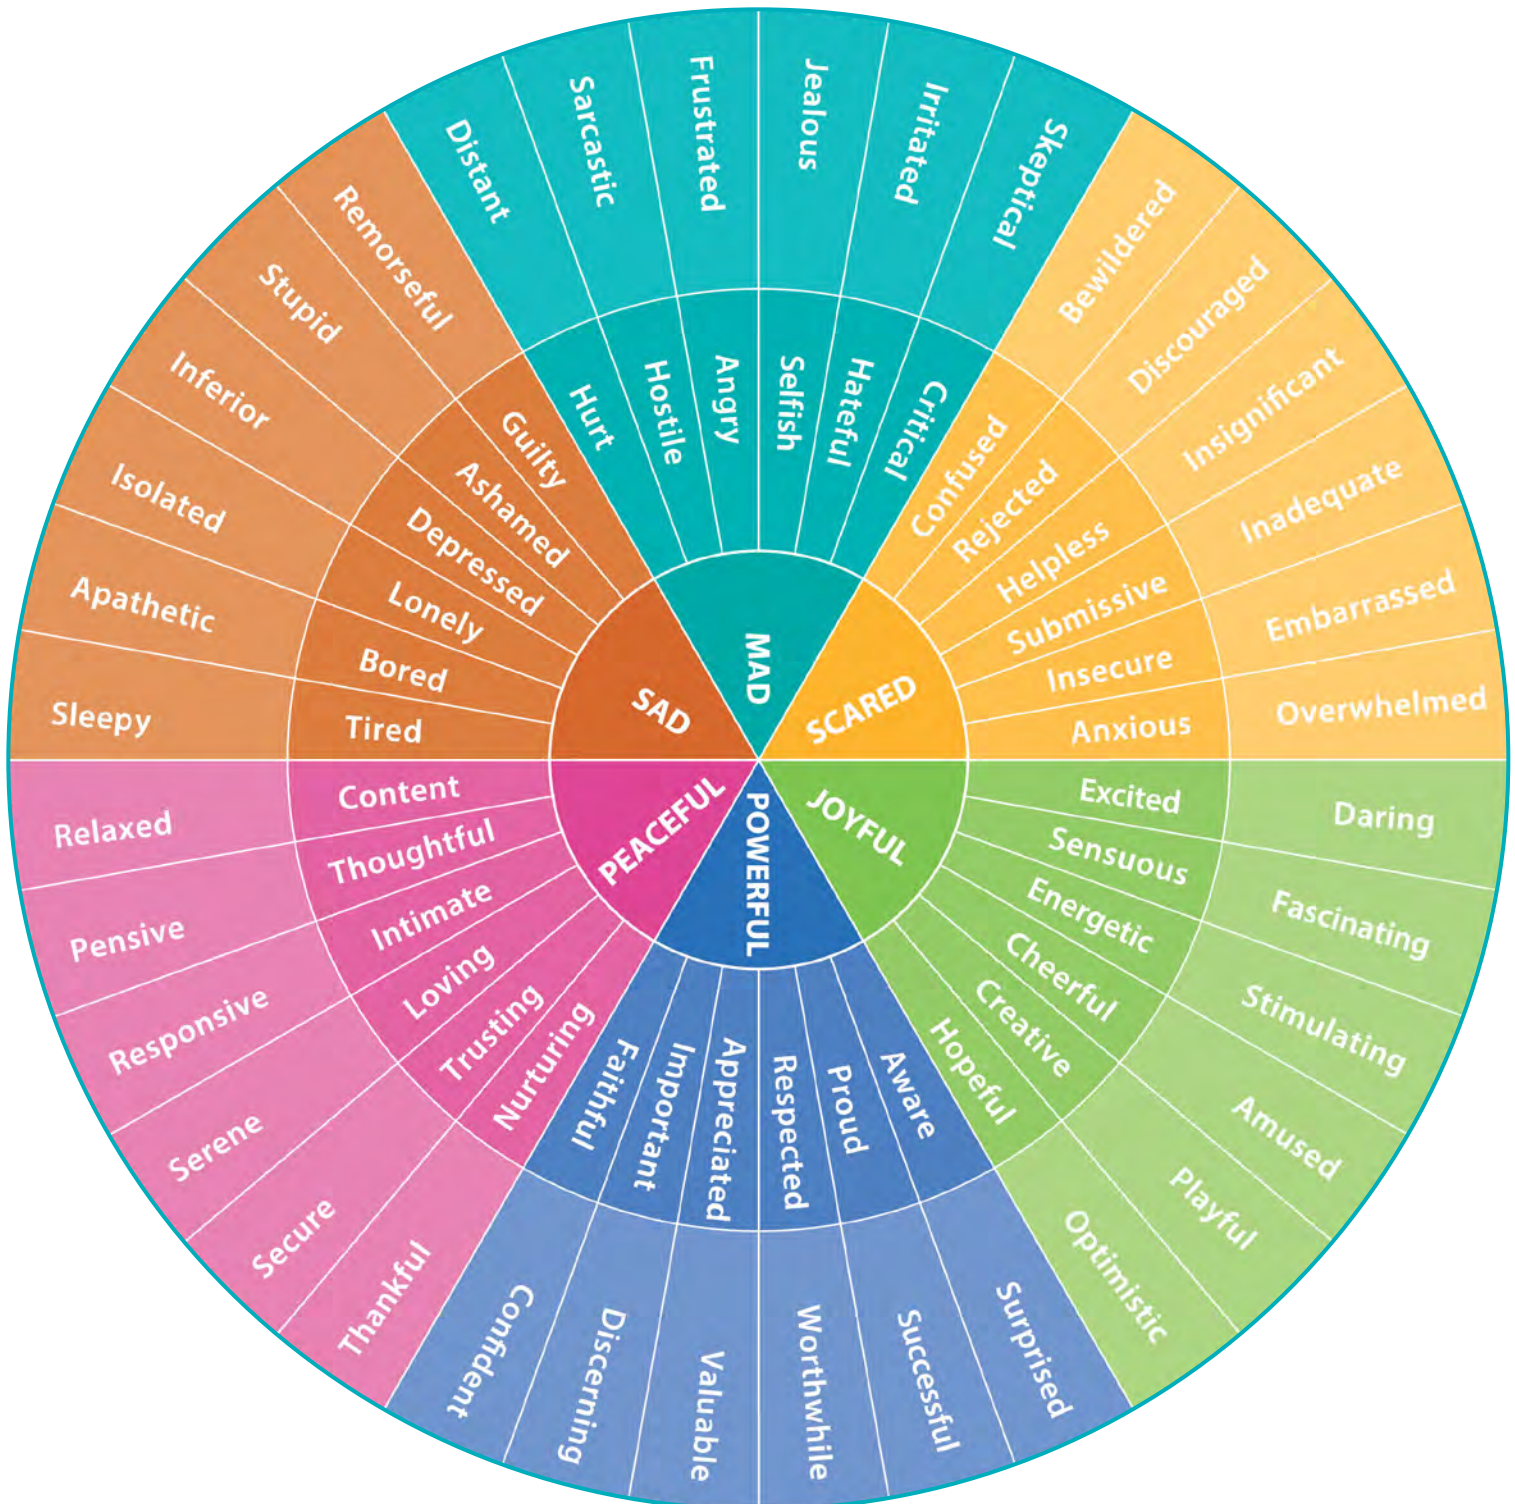 MAD
SCARED
JOYFUL
POWERFUL
PEACEFUL
SAD
Hurt
Hostile
Angry
Selfish
Hateful
Critical
Distant
Sarcastic
Frustrated
Jealous
Irritated
Skeptical
Confused
Rejected
Helpless
Submissive
Insecure
Anxious
Bewildered
Discouraged
Insignificant
Inadequate
Embarrassed
Overwhelmed
Excited
Sensuous
Energetic
Cheerful
Creative
Hopeful
Daring
Fascinating
Stimulating
Amused
Playful
Optimistic
Aware
Proud
Respected
Appreciated
Important
Faithful
Surprised
Successful
Worthwhile
Valuable
Discerning
Confident
Nurturing
Trusting
Loving
Intimate
Thoughtful
Content
Thankful
Secure
Serene
Responsive
Pensive
Relaxed
Tired
Bored
Lonely
Depressed
Ashamed
Guilty
Sleepy
Apathetic
Isolated
Inferior
Stupid
Remorseful